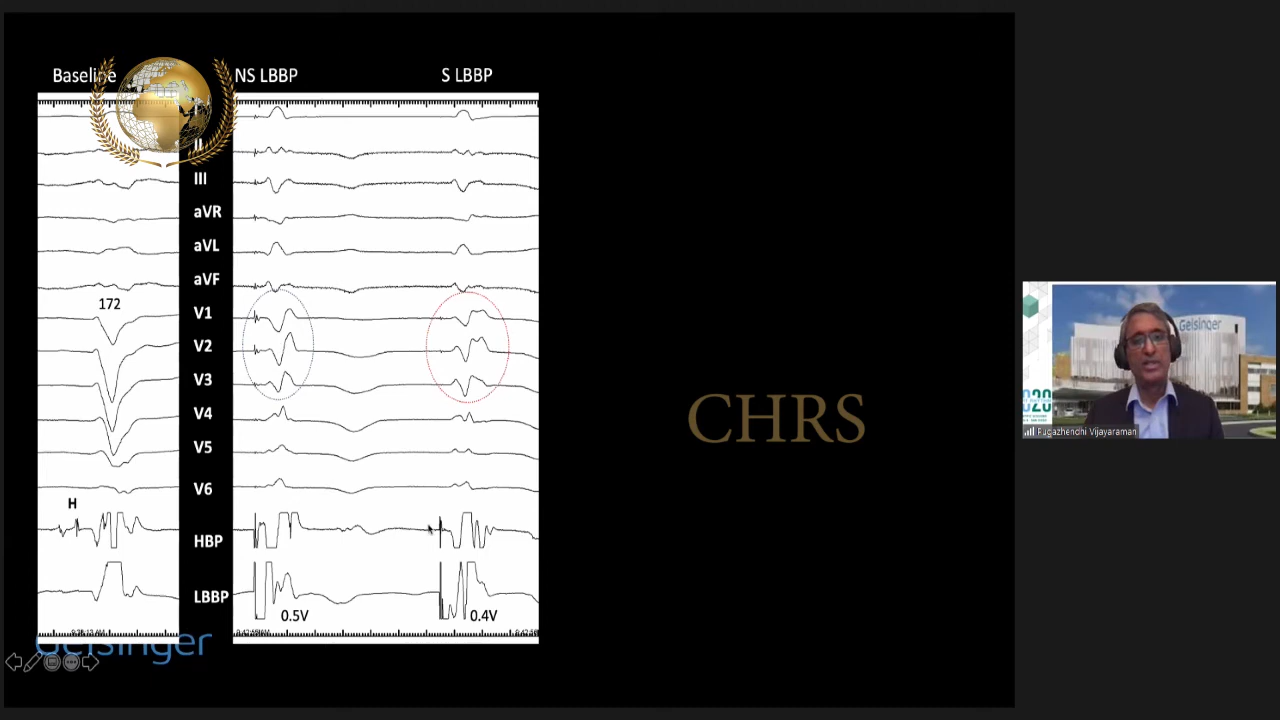 Baseline
NS LBBP
S LBBP
II
III
aVR
aVL
aVF
172
V1
V2
V3
V4
V5
V6
H
HBP
LBBP
0.5V
0.4V
Geisinger
CHRS
Geisinger
2020
Pugazhendhi Vijayaraman